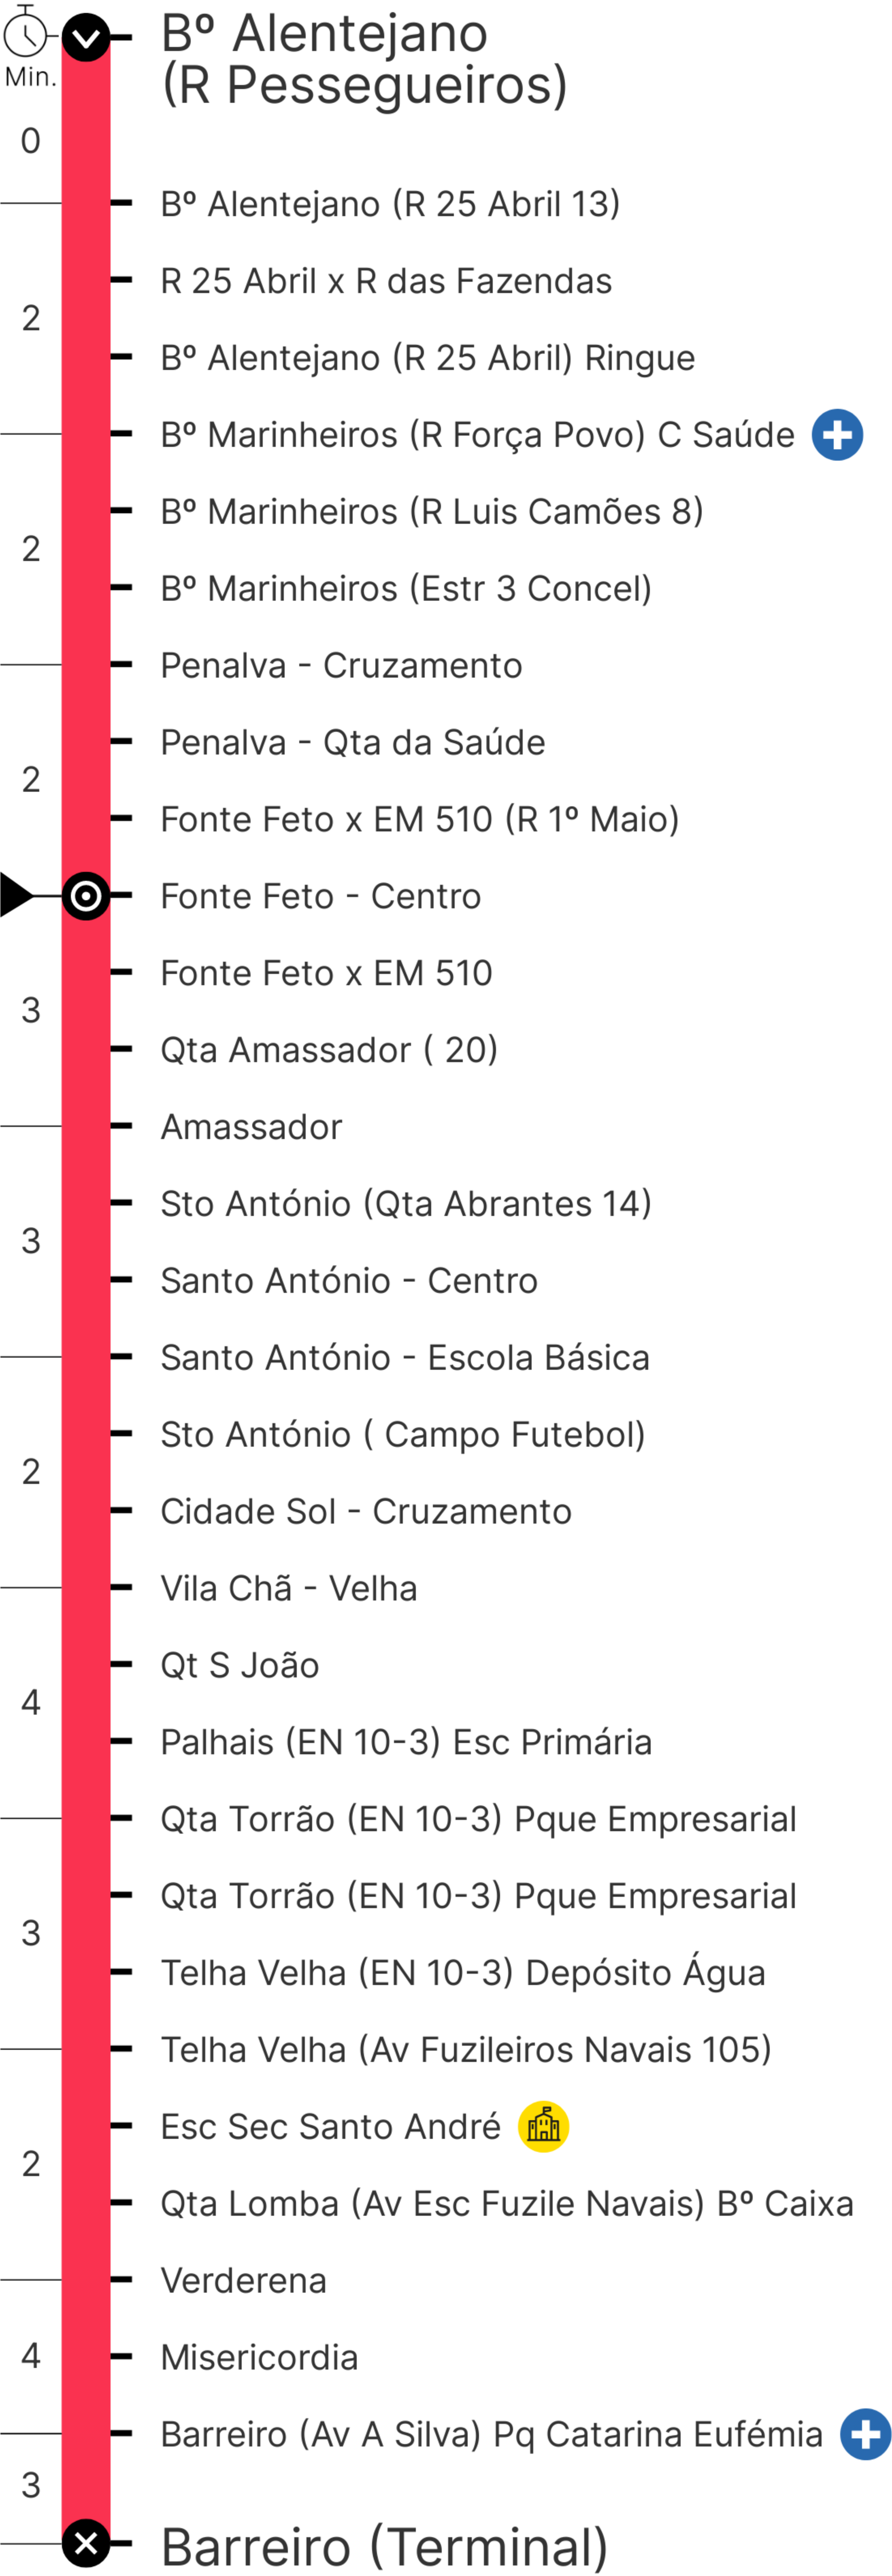 Bº Alentejano
(R Pessegueiros)
Min.
0
Bº Alentejano (R 25 Abril 13)
R 25 Abril x R das Fazendas
2
Bº Alentejano (R 25 Abril) Ringue
Bº Marinheiros (R Força Povo) C Saúde
Bº Marinheiros (R Luis Camões 8)
2
Bº Marinheiros (Estr 3 Concel)
Penalva - Cruzamento
Penalva - Qta da Saúde
2
Fonte Feto x EM 510 (R 1º Maio)
Fonte Feto - Centro
Fonte Feto x EM 510
3
Qta Amassador ( 20)
Amassador
Sto António (Qta Abrantes 14)
3
Santo António - Centro
Santo António - Escola Básica
Sto António ( Campo Futebol)
2
Cidade Sol - Cruzamento
Vila Chã - Velha
Qt S João
4
Palhais (EN 10-3) Esc Primária
Qta Torrão (EN 10-3) Pque Empresarial
Qta Torrão (EN 10-3) Pque Empresarial
3
Telha Velha (EN 10-3) Depósito Água
Telha Velha (Av Fuzileiros Navais 105)
Esc Sec Santo André
2
Qta Lomba (Av Esc Fuzile Navais) Bº Caixa
Verderena
4
Misericordia
Barreiro (Av A Silva) Pq Catarina Eufémia
3
Barreiro (Terminal)